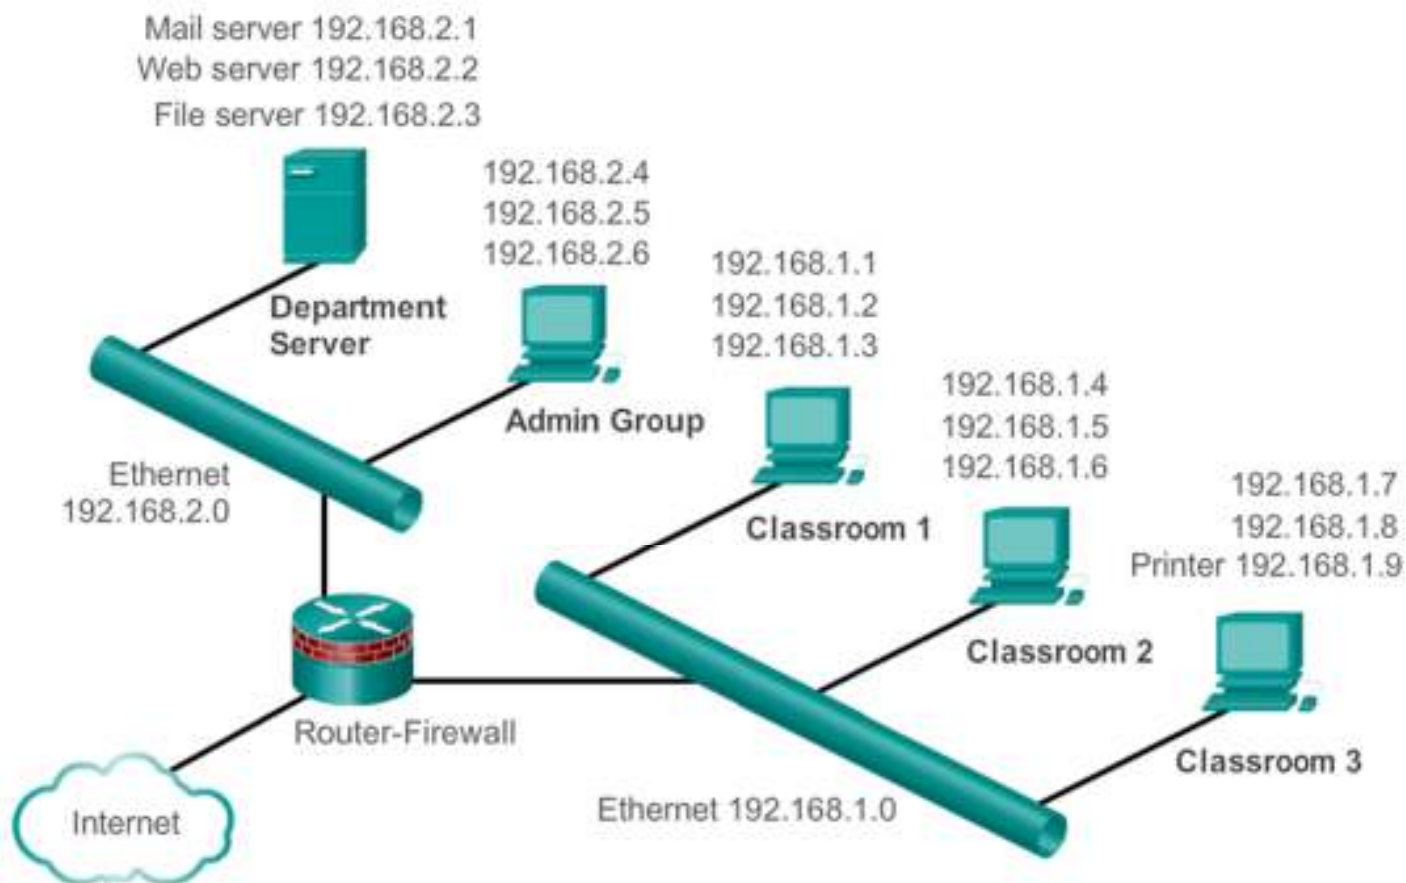 Mail server 192.168.2.1
Web server 192.168.2.2
File server 192.168.2.3
192.168.2.4
192.168.2.5
192.168.2.6
Department
Server
Admin Group
192.168.1.1
192.168.1.2
192.168.1.3
Classroom 1
192.168.1.4
192.168.1.5
192.168.1.6
Classroom 2
192.168.1.7
192.168.1.8
Printer 192.168.1.9
Classroom 3
Ethernet
192.168.2.0
Router-Firewall
Internet
Ethernet 192.168.1.0